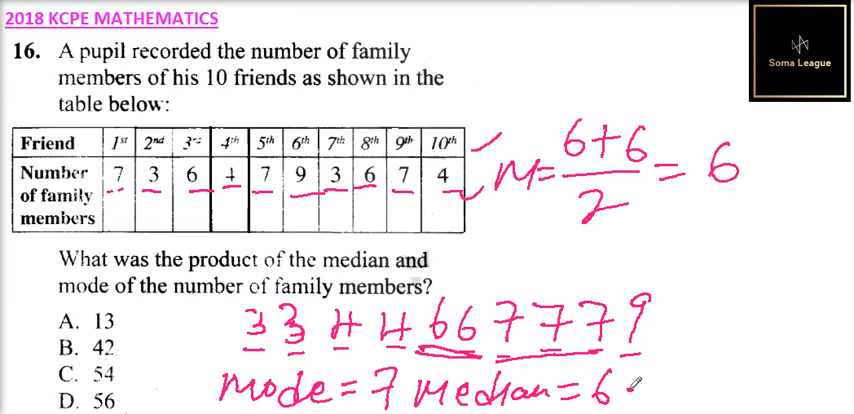 2018 KCPE MATHEMATICS
Soma League
16. A pupil recorded the number of family
members of his 10 friends as shown in the
table below:
Friend 1st 2nd 3rd 4th 5th 6th 7th 8th 9th 10th
Number 7 3 6 4 7 9 3 6 7 4
of family
members
M = 6+6 / 2 = 6
What was the product of the median and
mode of the number of family members?
A. 13
B. 42
C. 54
D. 56
3 3 4 4 6 6 7 7 7 9
mode = 7 median = 6